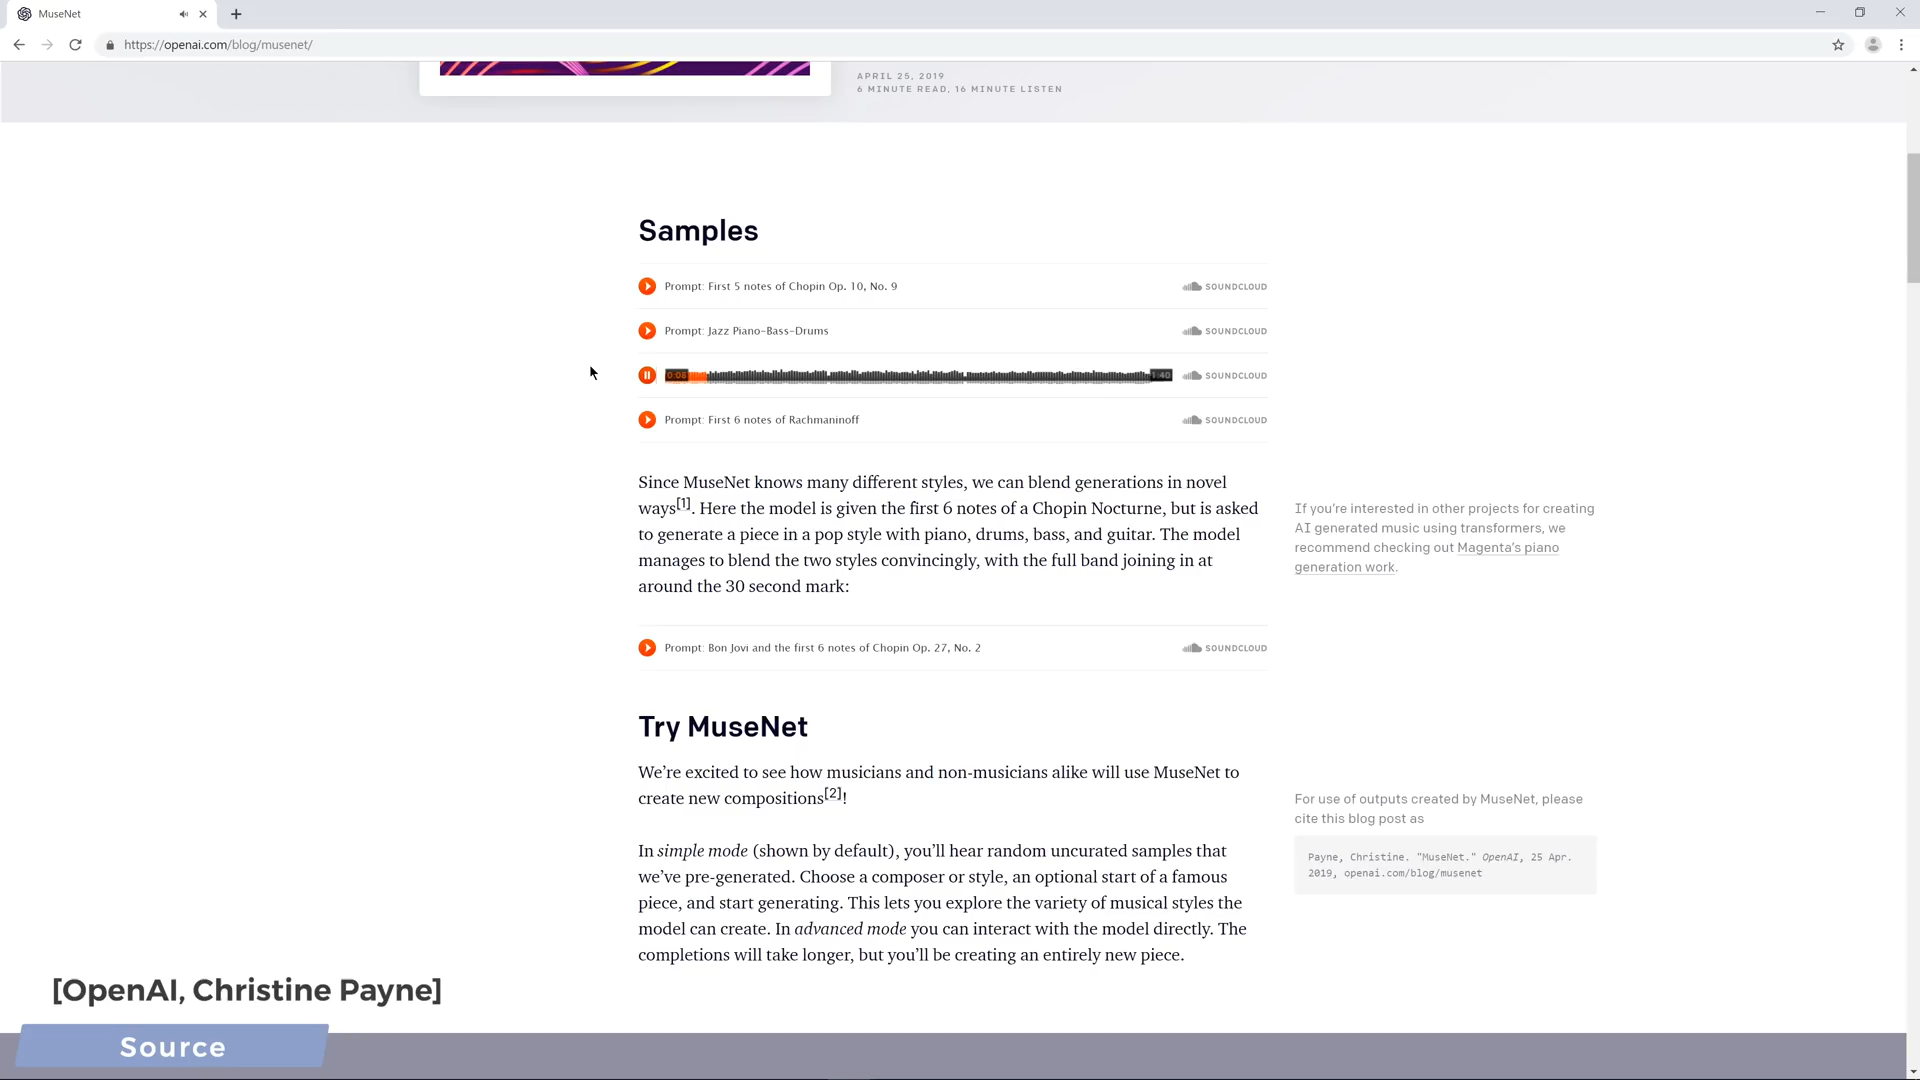 MuseNet
https://openai.com/blog/musenet/
APRIL 25, 2019
6 MINUTE READ, 16 MINUTE LISTEN
Samples
Prompt: First 5 notes of Chopin Op. 10, No. 9
SOUNDCLOUD
Prompt: Jazz Piano-Bass-Drums
SOUNDCLOUD
0:08
1:40
SOUNDCLOUD
Prompt: First 6 notes of Rachmaninoff
SOUNDCLOUD
Since MuseNet knows many different styles, we can blend generations in novel
ways[1]. Here the model is given the first 6 notes of a Chopin Nocturne, but is asked
to generate a piece in a pop style with piano, drums, bass, and guitar. The model
manages to blend the two styles convincingly, with the full band joining in at
around the 30 second mark:
If you're interested in other projects for creating
AI generated music using transformers, we
recommend checking out Magenta's piano
generation work.
Prompt: Bon Jovi and the first 6 notes of Chopin Op. 27, No. 2
SOUNDCLOUD
Try MuseNet
We're excited to see how musicians and non-musicians alike will use MuseNet to
create new compositions[2]!
For use of outputs created by MuseNet, please
cite this blog post as
Payne, Christine. "MuseNet." OpenAI, 25 Apr.
2019, openai.com/blog/musenet
In simple mode (shown by default), you'll hear random uncurated samples that
we've pre-generated. Choose a composer or style, an optional start of a famous
piece, and start generating. This lets you explore the variety of musical styles the
model can create. In advanced mode you can interact with the model directly. The
completions will take longer, but you'll be creating an entirely new piece.
[OpenAI, Christine Payne]
Source